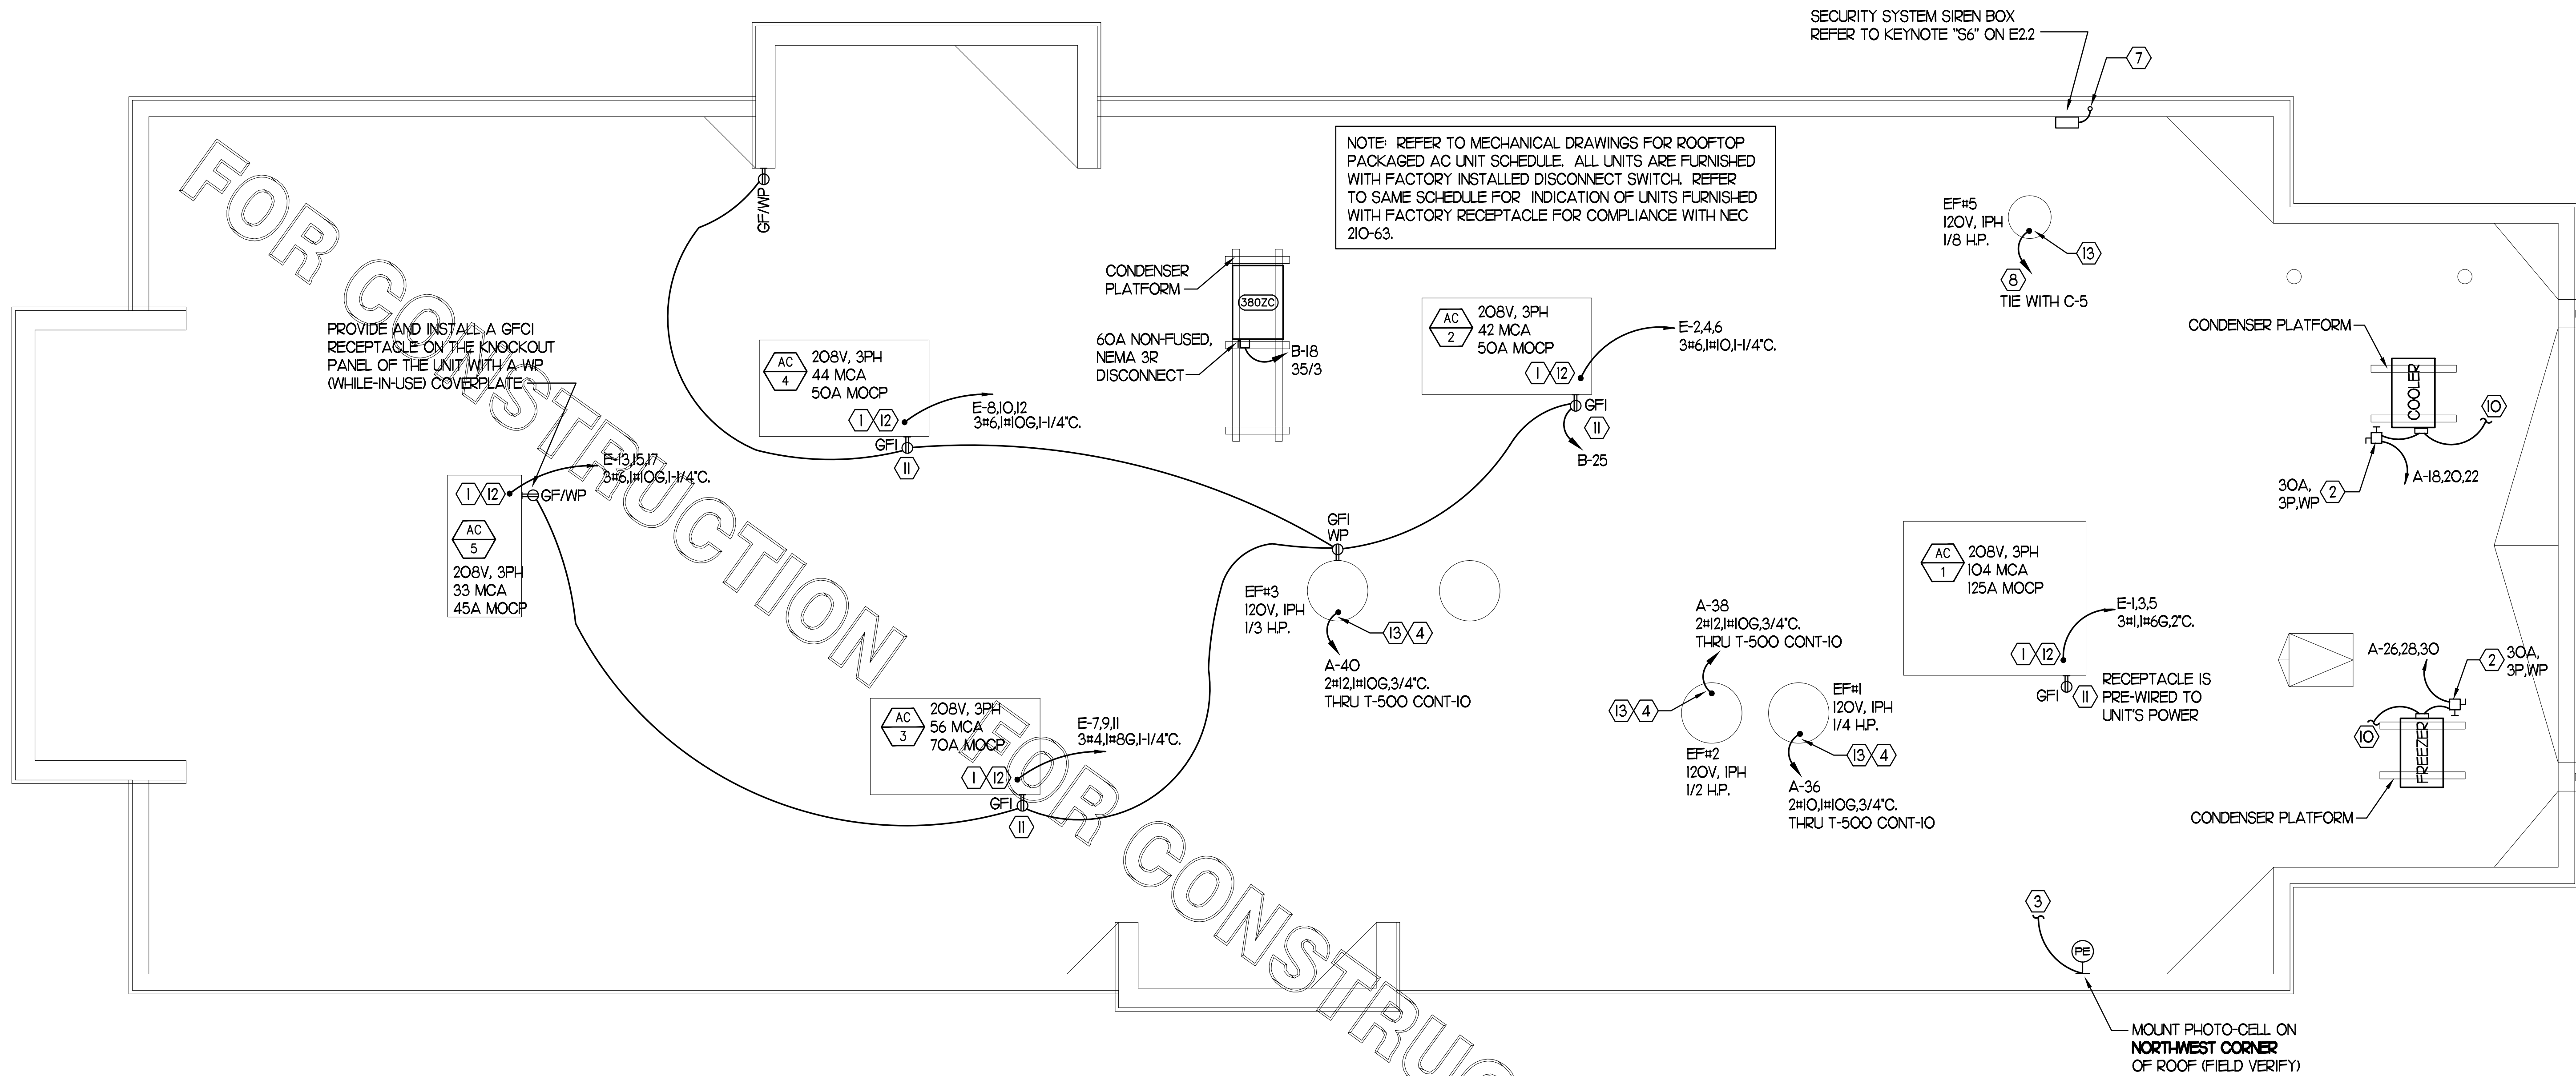 SECURITY SYSTEM SIREN BOX
REFER TO KEYNOTE "S6" ON E2.2
7
NOTE: REFER TO MECHANICAL DRAWINGS FOR ROOFTOP
PACKAGED AC UNIT SCHEDULE. ALL UNITS ARE FURNISHED
WITH FACTORY INSTALLED DISCONNECT SWITCH. REFER
TO SAME SCHEDULE FOR INDICATION OF UNITS FURNISHED
WITH FACTORY RECEPTACLE FOR COMPLIANCE WITH NEC
210-63.
GF/WP
FOR CONSTRUCTION
EF#5
120V, 1PH
1/8 H.P.
13
8
TIE WITH C-5
CONDENSER
PLATFORM
380ZC
60A NON-FUSED,
NEMA 3R
DISCONNECT
B-18
35/3
AC
2
208V, 3PH
42 MCA
50A MOCP
1
12
E-2,4,6
3#6,1#10,1-1/4"C.
GFI
11
B-25
PROVIDE AND INSTALL A GFCI
RECEPTACLE ON THE KNOCKOUT
PANEL OF THE UNIT WITH A WP
(WHILE-IN-USE) COVERPLATE
AC
4
208V, 3PH
44 MCA
50A MOCP
1
12
E-8,10,12
3#6,1#10G,1-1/4"C.
GFI
11
CONDENSER PLATFORM
COOLER
10
30A,
3P,WP
2
A-18,20,22
E-13,15,17
3#6,1#10G,1-1/4"C.
1
12
GF/WP
AC
5
208V, 3PH
33 MCA
45A MOCP
GFI
WP
EF#3
120V, 1PH
1/3 H.P.
13
4
A-40
2#12,1#10G,3/4"C.
THRU T-500 CONT-10
AC
1
208V, 3PH
104 MCA
125A MOCP
E-1,3,5
3#1,1#6G,2"C.
1
12
GFI
11
RECEPTACLE IS
PRE-WIRED TO
UNIT'S POWER
A-38
2#12,1#10G,3/4"C.
THRU T-500 CONT-10
13
4
EF#2
120V, 1PH
1/2 H.P.
EF#1
120V, 1PH
1/4 H.P.
13
4
A-36
2#10,1#10G,3/4"C.
THRU T-500 CONT-10
A-26,28,30
2
30A,
3P,WP
10
FREEZER
CONDENSER PLATFORM
AC
3
208V, 3PH
56 MCA
70A MOCP
1
12
E-7,9,11
3#4,1#8G,1-1/4"C.
GFI
11
FOR CONSTRUC
3
PE
MOUNT PHOTO-CELL ON
NORTHWEST CORNER
OF ROOF (FIELD VERIFY)